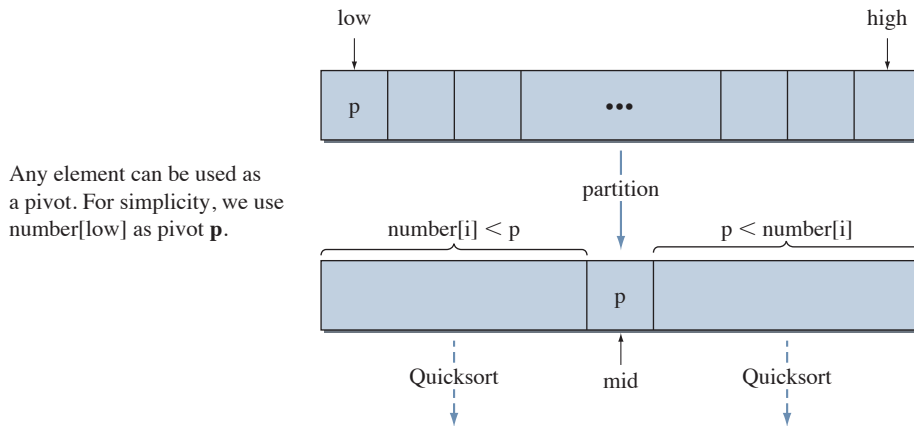 low
high
p
•••
Any element can be used as
a pivot. For simplicity, we use
number[low] as pivot p.
partition
number[i] < p
p < number[i]
p
Quicksort
mid
Quicksort